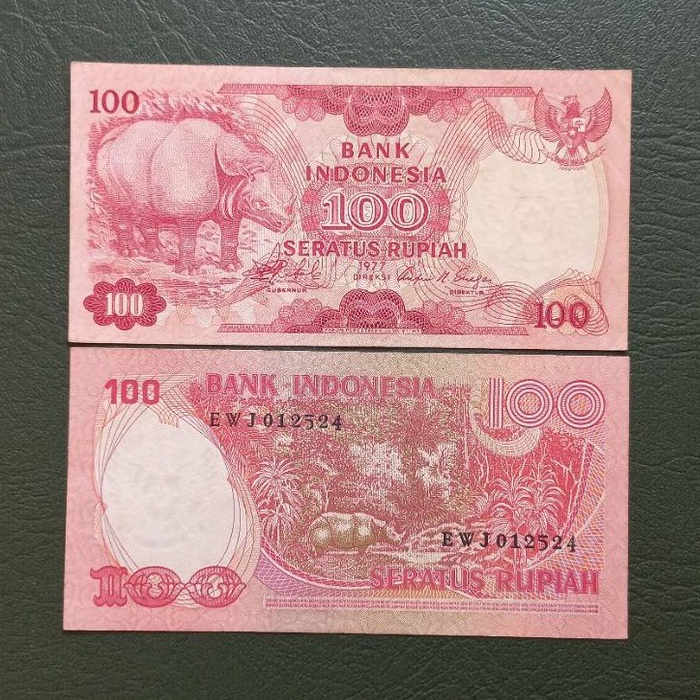 100
BANK
INDONESIA
100
SERATUS RUPIAH
1977
DIREKSI
GUBERNUR
DIREKTUR
100
100
100
BANK INDONESIA
100
EWJ012524
EWJ012524
100
SERATUS RUPIAH